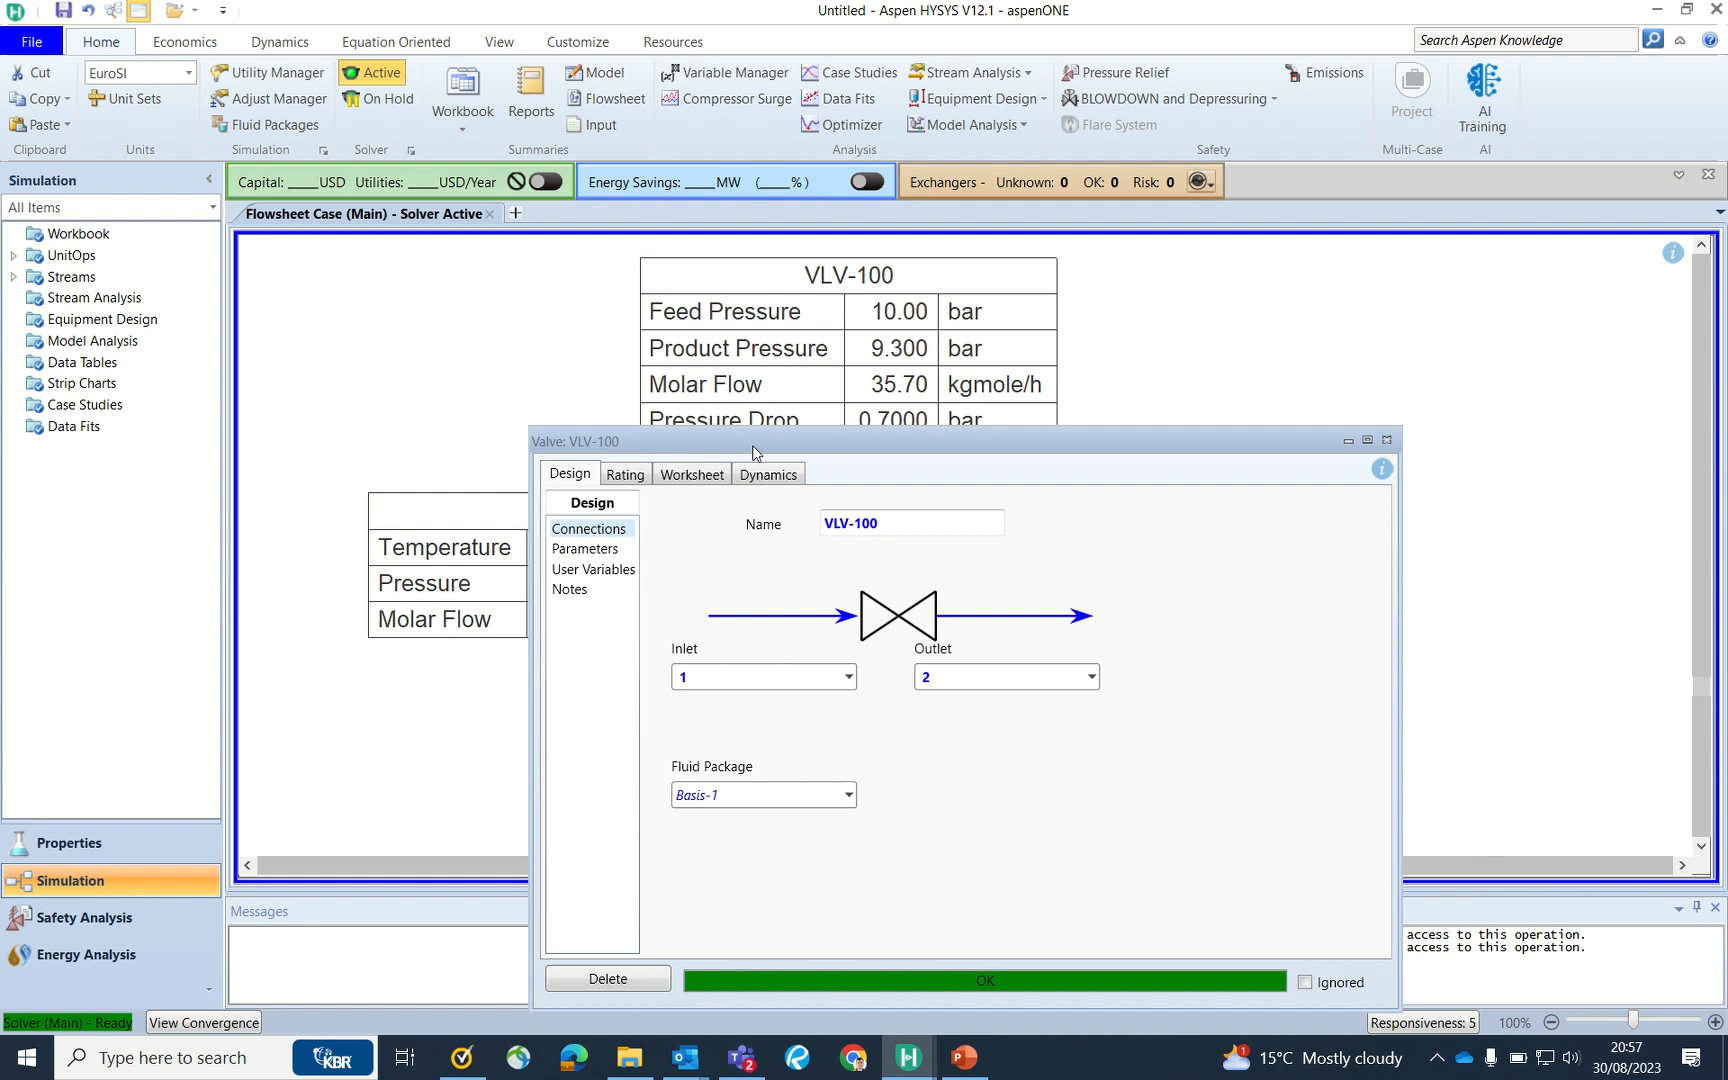 Untitled - Aspen HYSYS V12.1 - aspenONE
File Home Economics Dynamics Equation Oriented View Customize Resources Search Aspen Knowledge
Cut EuroSI Utility Manager Active Model Variable Manager Case Studies Stream Analysis Pressure Relief Emissions
Copy Unit Sets Adjust Manager On Hold Workbook Reports Flowsheet Compressor Surge Data Fits Equipment Design BLOWDOWN and Depressuring Project AI Training
Paste Fluid Packages Input Optimizer Model Analysis Flare System
Clipboard Units Simulation Solver Summaries Analysis Safety Multi-Case AI
Simulation
Capital: ____USD Utilities: ____USD/Year Energy Savings: ____MW (____%) Exchangers - Unknown: 0 OK: 0 Risk: 0
All Items
Flowsheet Case (Main) - Solver Active
Workbook
UnitOps
Streams
Stream Analysis
Equipment Design
Model Analysis
Data Tables
Strip Charts
Case Studies
Data Fits
VLV-100
Feed Pressure 10.00 bar
Product Pressure 9.300 bar
Molar Flow 35.70 kgmole/h
Pressure Drop 0.7000 bar
Temperature
Pressure
Molar Flow
Valve: VLV-100
Design Rating Worksheet Dynamics
Design
Connections
Parameters
User Variables
Notes
Name VLV-100
Inlet Outlet
1 2
Fluid Package
Basis-1
Delete OK Ignored
Properties
Simulation
Safety Analysis
Energy Analysis
Messages
access to this operation.
access to this operation.
Solver (Main) - Ready View Convergence Responsiveness: 5 100%
Type here to search KBR 2 1 15°C Mostly cloudy 20:57
30/08/2023